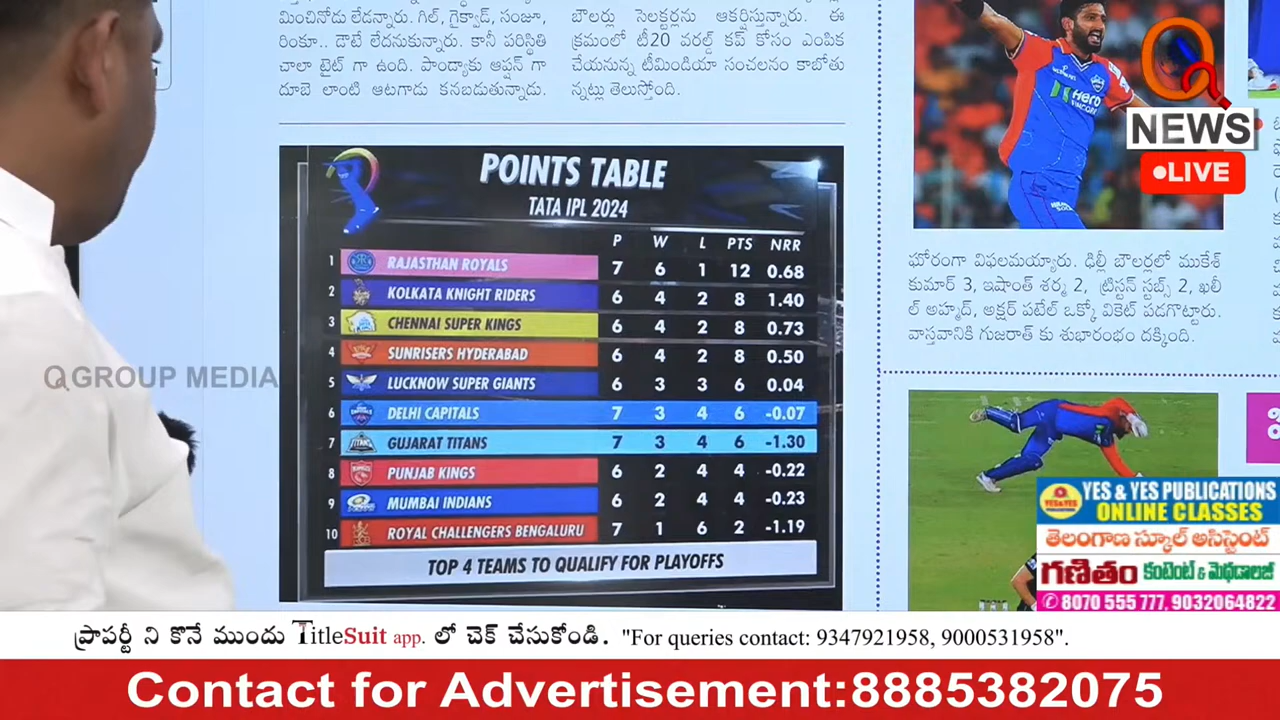 మించినోడు లేడన్నారు. గిల్, గైక్వాడ్, సంజూ,
రింకూ.. డౌటే లేదనుకున్నారు. కానీ పరిస్థితి
చాలా టైట్ గా ఉంది. పాండ్యాకు ఆప్షన్ గా
దూబె లాంటి ఆటగాడు కనబడుతున్నాడు.
బౌలర్లు సెలక్టర్లను ఆకర్షిస్తున్నారు. ఈ
క్రమంలో టీ20 వరల్డ్ కప్ కోసం ఎంపిక
చేయనున్న టీమిండియా సంచలనం కాబోతు
న్నట్లు తెలుస్తోంది.
POINTS TABLE
TATA IPL 2024
P W L PTS NRR
1 RAJASTHAN ROYALS 7 6 1 12 0.68
2 KOLKATA KNIGHT RIDERS 6 4 2 8 1.40
3 CHENNAI SUPER KINGS 6 4 2 8 0.73
4 SUNRISERS HYDERABAD 6 4 2 8 0.50
5 LUCKNOW SUPER GIANTS 6 3 3 6 0.04
6 DELHI CAPITALS 7 3 4 6 -0.07
7 GUJARAT TITANS 7 3 4 6 -1.30
8 PUNJAB KINGS 6 2 4 4 -0.22
9 MUMBAI INDIANS 6 2 4 4 -0.23
10 ROYAL CHALLENGERS BENGALURU 7 1 6 2 -1.19
TOP 4 TEAMS TO QUALIFY FOR PLAYOFFS
Hero
Q
NEWS
LIVE
ఘోరంగా విఫలమయ్యారు. ఢిల్లీ బౌలర్లలో ముకేశ్
కుమార్ 3, ఇషాంత్ శర్మ 2, ట్రిస్టన్ స్టబ్స్ 2, ఖలీ
ల్ అహ్మద్, అక్షర్ పటేల్ ఒక్కో వికెట్ పడగొట్టారు.
వాస్తవానికి గుజరాత్ కు శుభారంభం దక్కింది.
QGROUP MEDIA
YES & YES PUBLICATIONS
ONLINE CLASSES
తెలంగాణ స్కూల్ అసిస్టెంట్
గణితం కంటెంట్ & మెథడాలజీ
8070 555 777, 9032064822
ప్రాపర్టీ ని కొనే ముందు TitleSuit app. లో చెక్ చేసుకోండి. "For queries contact: 9347921958, 9000531958".
Contact for Advertisement:8885382075